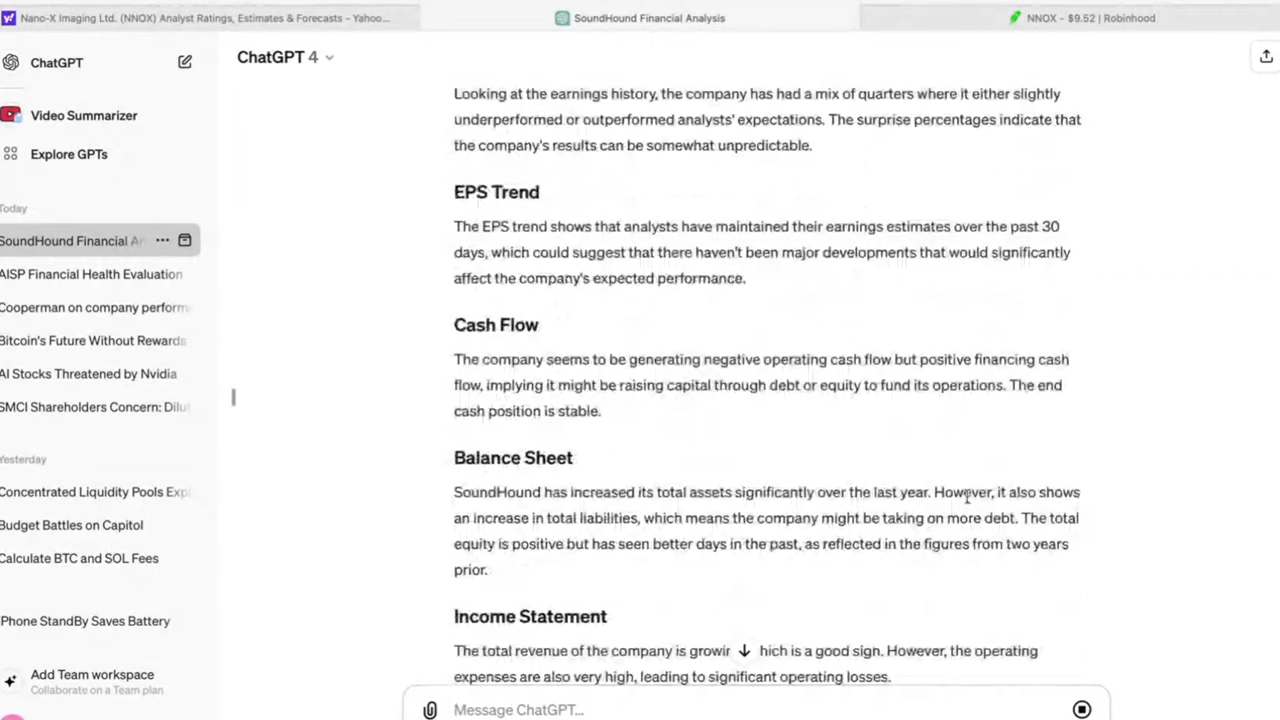 Nano-X Imaging Ltd. (NNOX) Analyst Ratings, Estimates & Forecasts - Yahoo...
SoundHound Financial Analysis
NNOX - $9.52 | Robinhood
ChatGPT
ChatGPT 4
Video Summarizer
Explore GPTs
Today
SoundHound Financial An
AISP Financial Health Evaluation
Cooperman on company perform
Bitcoin's Future Without Rewards
AI Stocks Threatened by Nvidia
SMCI Shareholders Concern: Dilut
Yesterday
Concentrated Liquidity Pools Expl
Budget Battles on Capitol
Calculate BTC and SOL Fees
iPhone StandBy Saves Battery
Add Team workspace
Collaborate on a Team plan
Looking at the earnings history, the company has had a mix of quarters where it either slightly
underperformed or outperformed analysts' expectations. The surprise percentages indicate that
the company's results can be somewhat unpredictable.
EPS Trend
The EPS trend shows that analysts have maintained their earnings estimates over the past 30
days, which could suggest that there haven't been major developments that would significantly
affect the company's expected performance.
Cash Flow
The company seems to be generating negative operating cash flow but positive financing cash
flow, implying it might be raising capital through debt or equity to fund its operations. The end
cash position is stable.
Balance Sheet
SoundHound has increased its total assets significantly over the last year. However, it also shows
an increase in total liabilities, which means the company might be taking on more debt. The total
equity is positive but has seen better days in the past, as reflected in the figures from two years
prior.
Income Statement
The total revenue of the company is growin hich is a good sign. However, the operating
expenses are also very high, leading to significant operating losses.
Message ChatGPT...